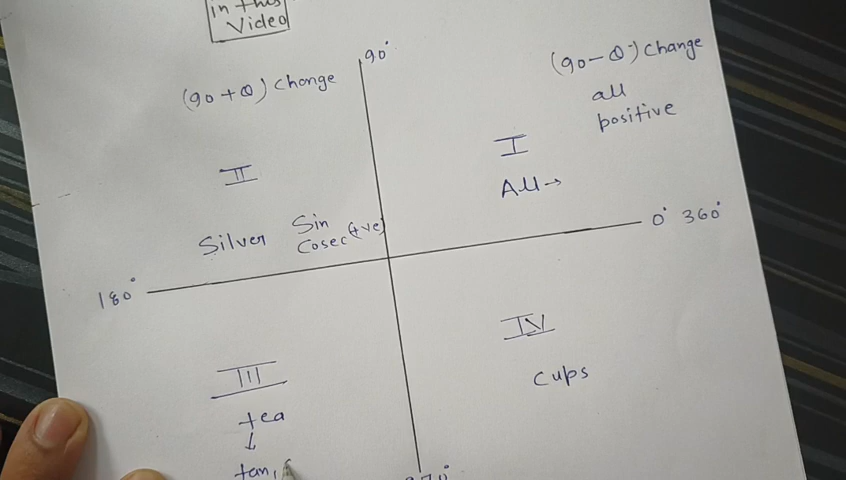 in this
Video
90°
(90+θ) Change
(90-θ) Change
all
positive
II
I
All→
Silver Sin
Cosec (+ve)
0° 360°
180°
III
IV
tea
cups
↓
tan,
270°